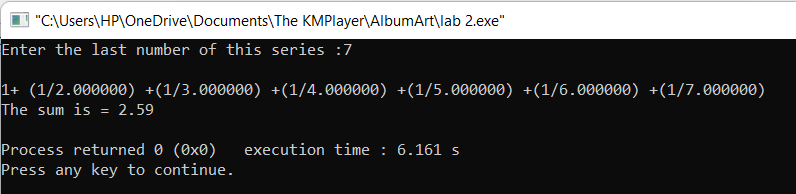 "C:\Users\HP\OneDrive\Documents\The KMPlayer\AlbumArt\lab 2.exe"
Enter the last number of this series :7
1+ (1/2.000000) +(1/3.000000) +(1/4.000000) +(1/5.000000) +(1/6.000000) +(1/7.000000)
The sum is = 2.59
Process returned 0 (0x0)   execution time : 6.161 s
Press any key to continue.